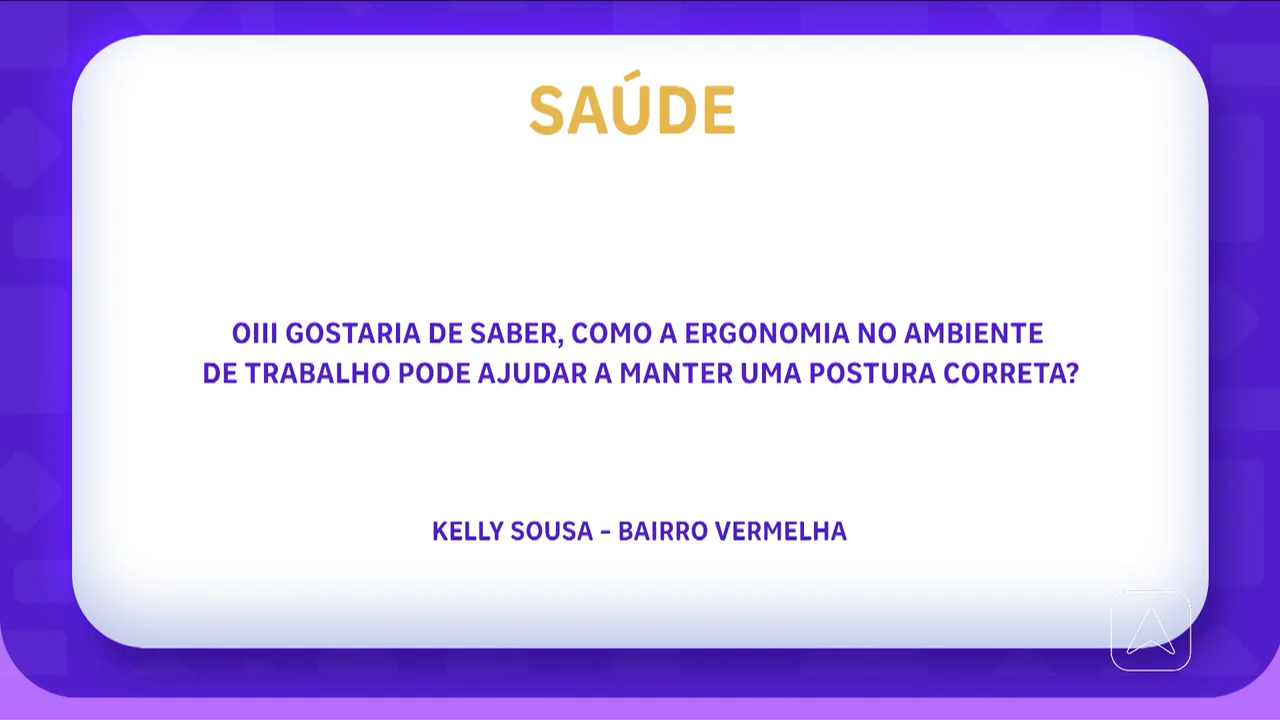 SAÚDE
OIII GOSTARIA DE SABER, COMO A ERGONOMIA NO AMBIENTE
DE TRABALHO PODE AJUDAR A MANTER UMA POSTURA CORRETA?
KELLY SOUSA - BAIRRO VERMELHA